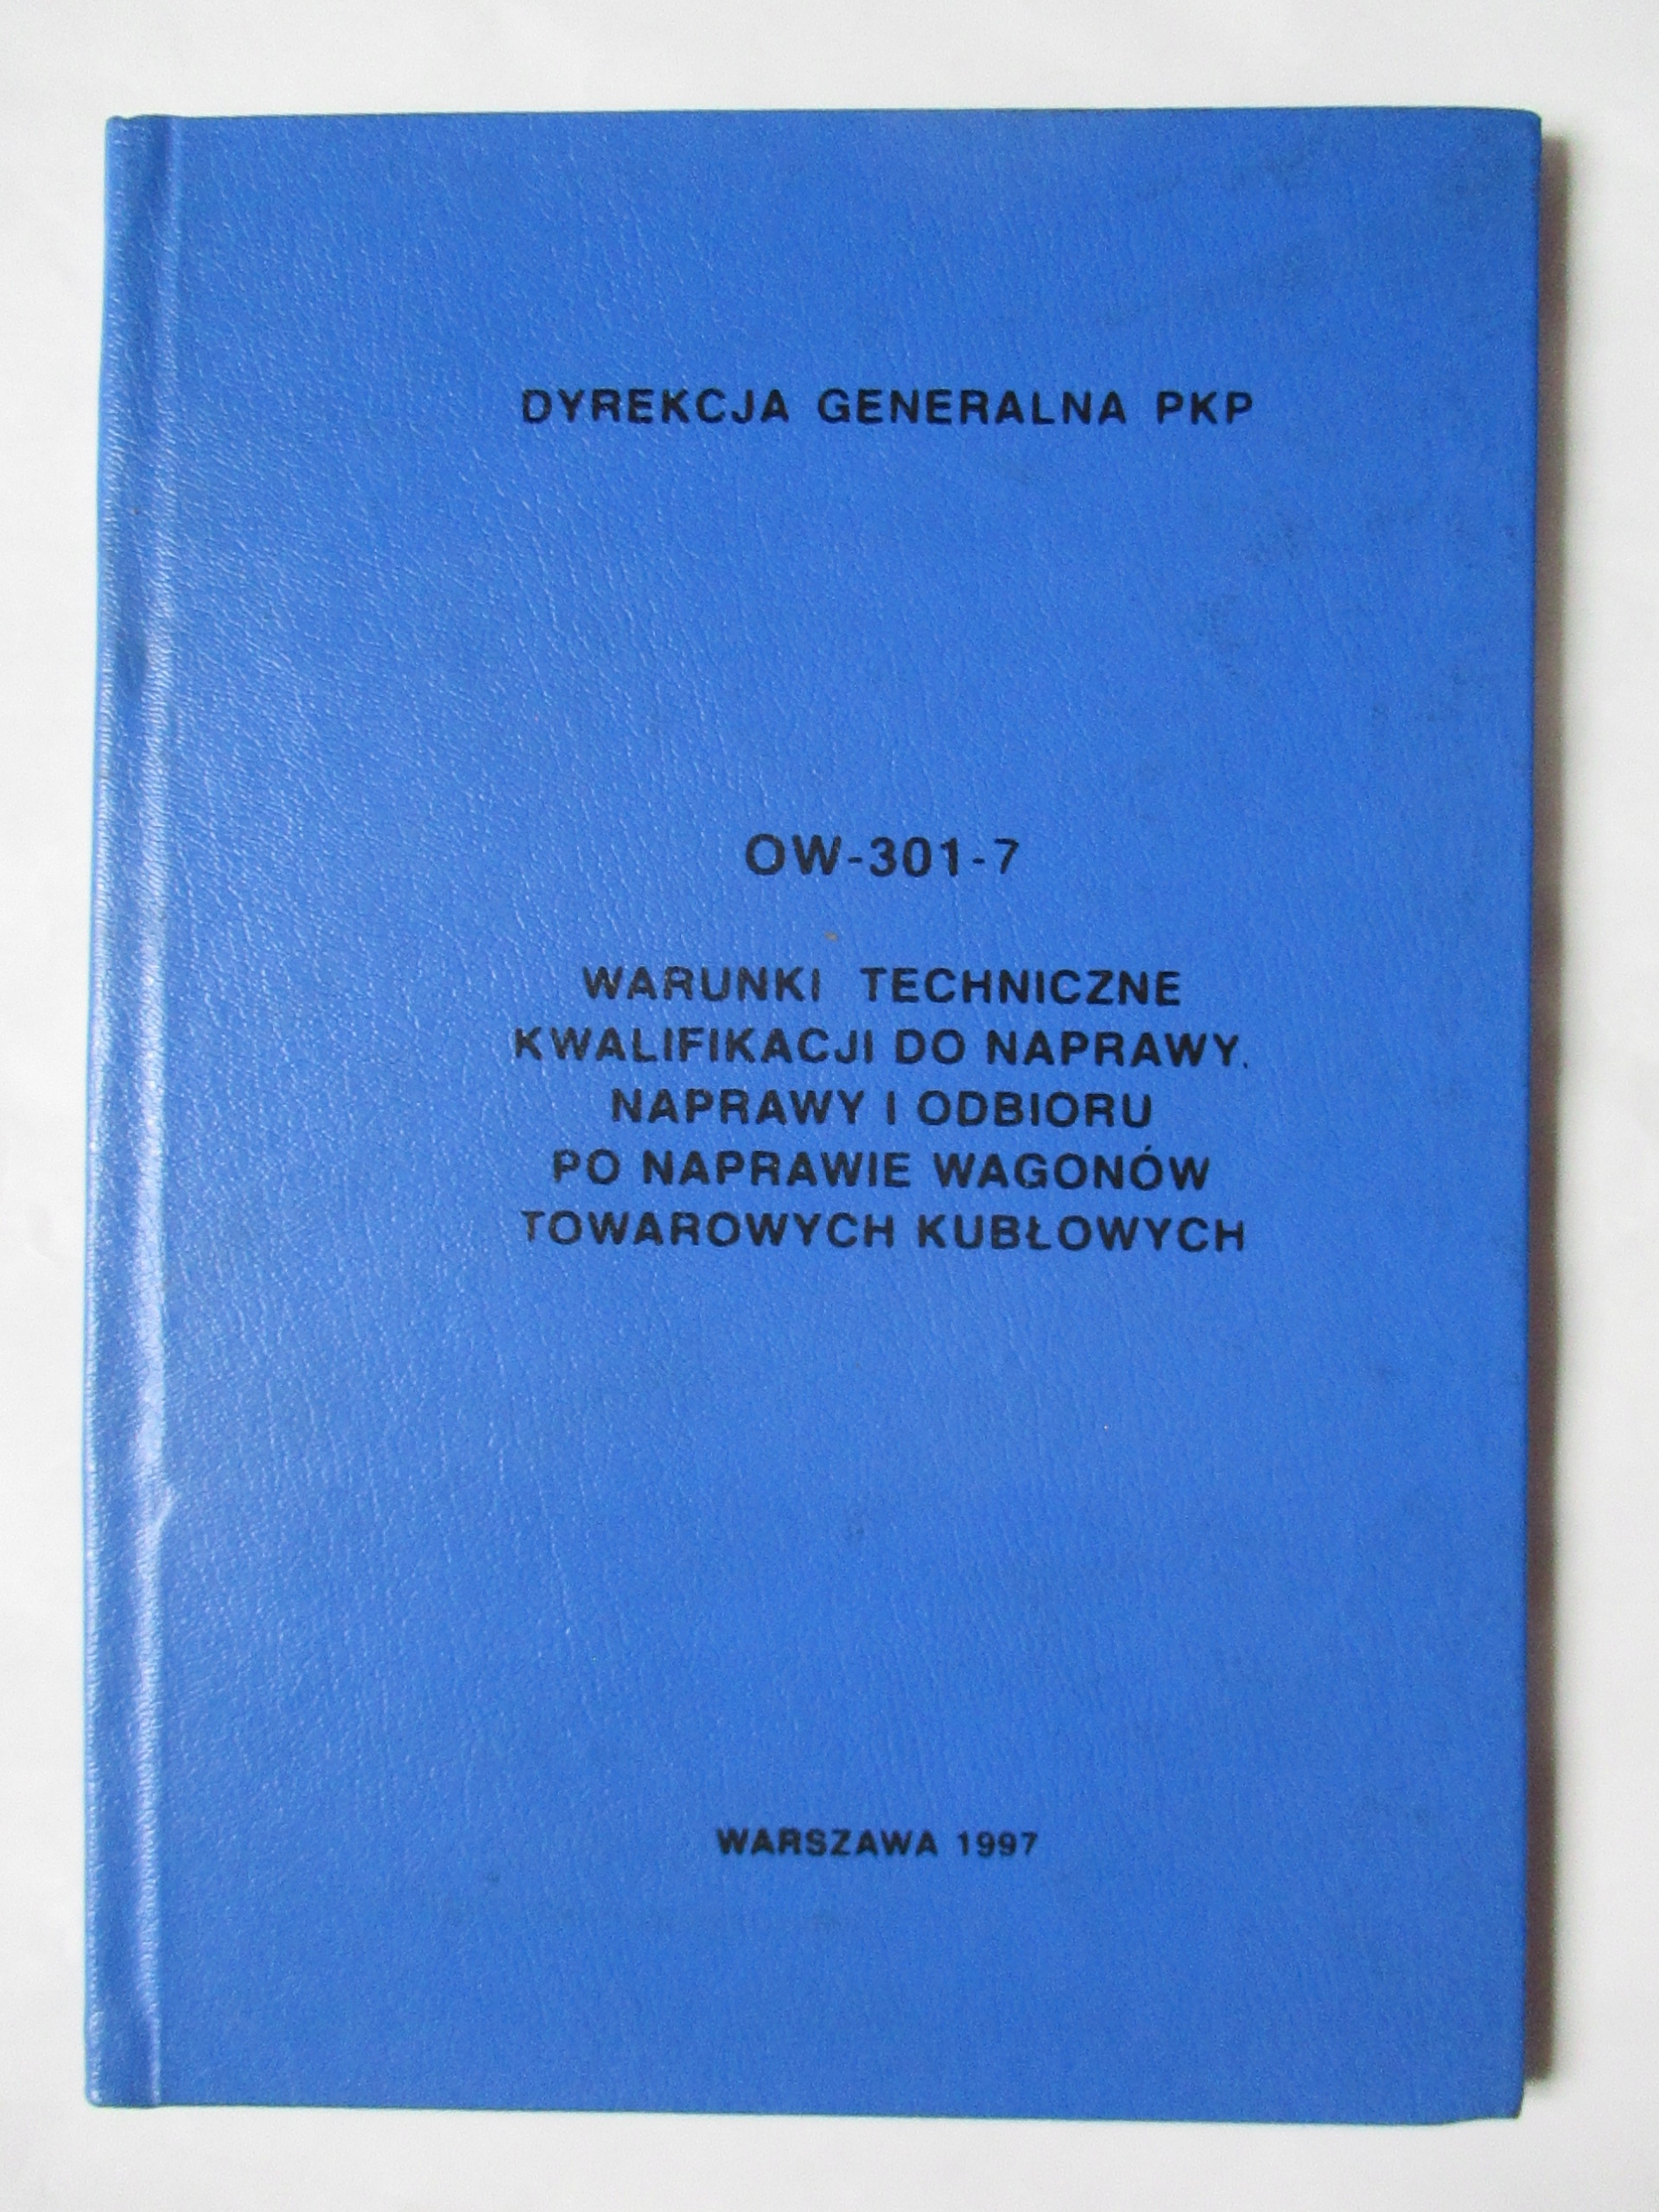 DYREKCJA GENERALNA PKP
OW-301-7
WARUNKI TECHNICZNE
KWALIFIKACJI DO NAPRAWY,
NAPRAWY I ODBIORU
PO NAPRAWIE WAGONÓW
TOWAROWYCH KUBŁOWYCH
WARSZAWA 1997